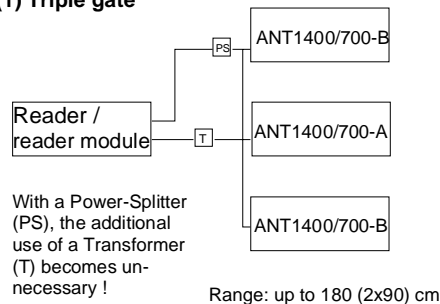 (1) Triple gate
PS
ANT1400/700-B
Reader /
reader module
T
ANT1400/700-A
With a Power-Splitter
(PS), the additional
use of a Transformer
(T) becomes un-
necessary !
ANT1400/700-B
Range: up to 180 (2x90) cm